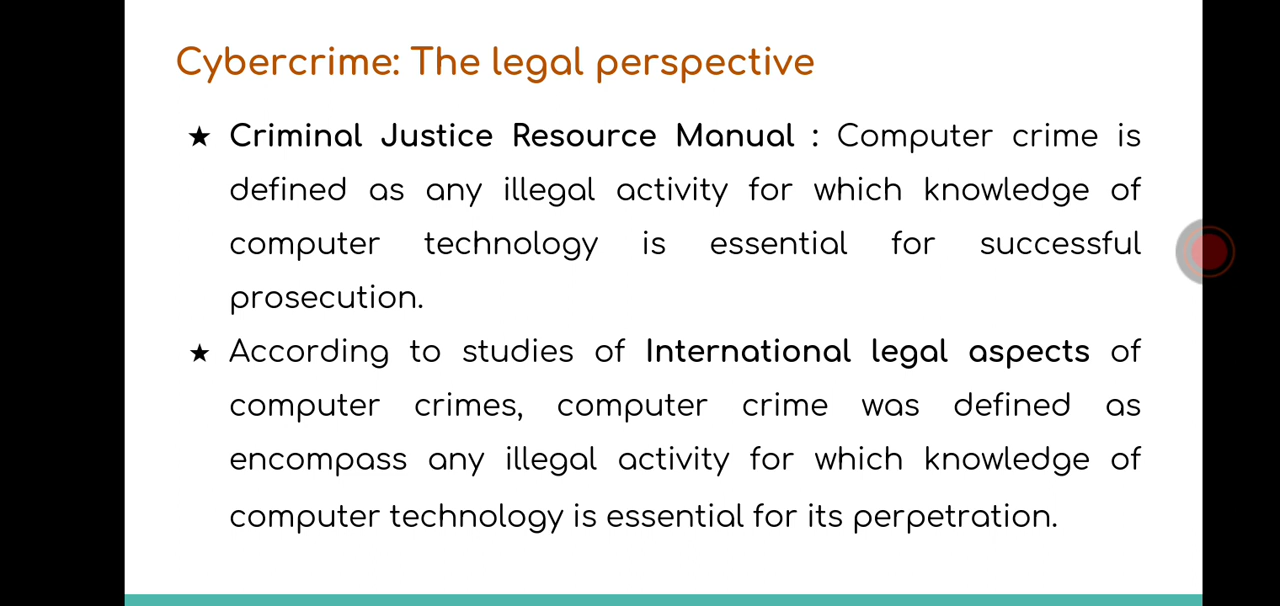 Cybercrime: The legal perspective
★ Criminal Justice Resource Manual : Computer crime is
defined as any illegal activity for which knowledge of
computer technology is essential for successful
prosecution.
★ According to studies of International legal aspects of
computer crimes, computer crime was defined as
encompass any illegal activity for which knowledge of
computer technology is essential for its perpetration.